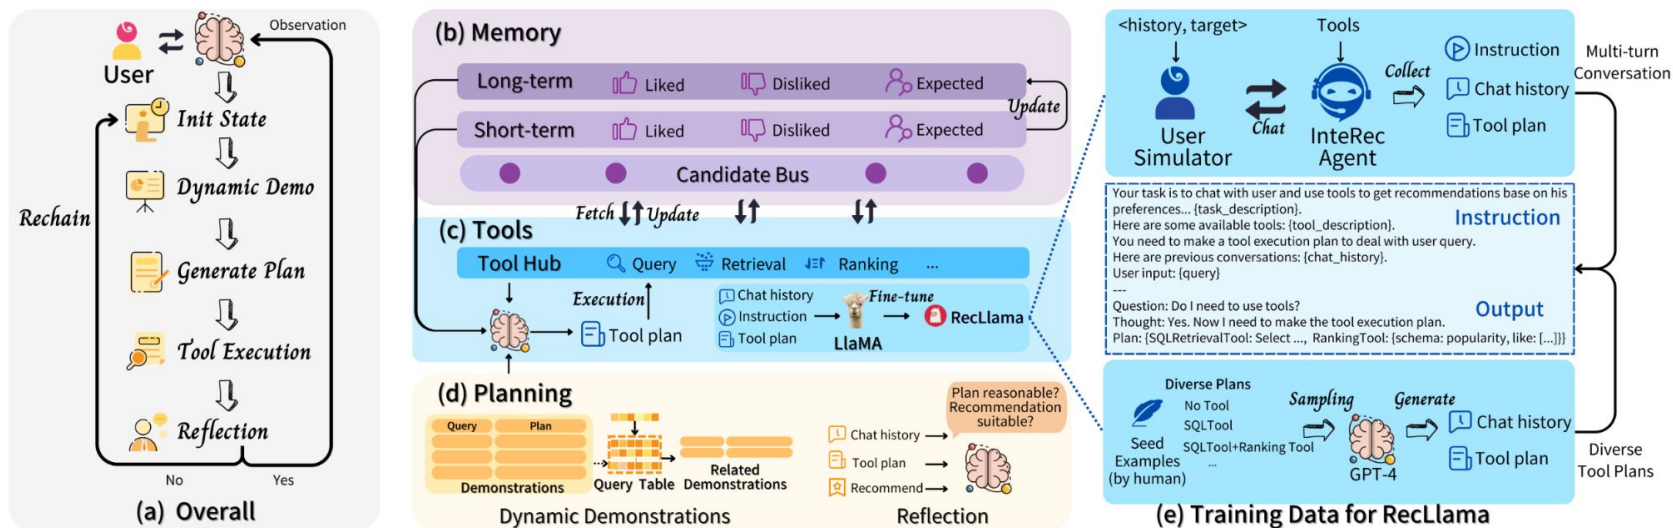 Observation
User
Init State
Dynamic Demo
Rechain
Generate Plan
Tool Execution
Reflection
No
Yes
(a) Overall
(b) Memory
Long-term
Liked
Disliked
Expected
Update
Short-term
Liked
Disliked
Expected
Candidate Bus
Fetch
Update
(c) Tools
Tool Hub
Query
Retrieval
Ranking
...
Execution
Tool plan
Chat history
Instruction
Tool plan
LlaMA
Fine-tune
RecLlama
(d) Planning
Query
Plan
Demonstrations
Query Table
Related
Demonstrations
Dynamic Demonstrations
Plan reasonable?
Recommendation
suitable?
Chat history
Tool plan
Recommend
Reflection
<history, target>
Tools
User
Simulator
Chat
InteRec
Agent
Collect
Instruction
Chat history
Tool plan
Multi-turn
Conversation
Your task is to chat with user and use tools to get recommendations base on his
preferences... {task_description}.
Instruction
Here are some available tools: {tool_description}.
You need to make a tool execution plan to deal with user query.
Here are previous conversations: {chat_history}.
User input: {query}
---
Question: Do I need to use tools?
Output
Thought: Yes. Now I need to make the tool execution plan.
Plan: {SQLRetrievalTool: Select ..., RankingTool: {schema: popularity, like: [...]}}
Diverse Plans
No Tool
SQLTool
SQLTool+Ranking Tool
...
Seed
Examples
(by human)
Sampling
GPT-4
Generate
Chat history
Tool plan
Diverse
Tool Plans
(e) Training Data for RecLlama